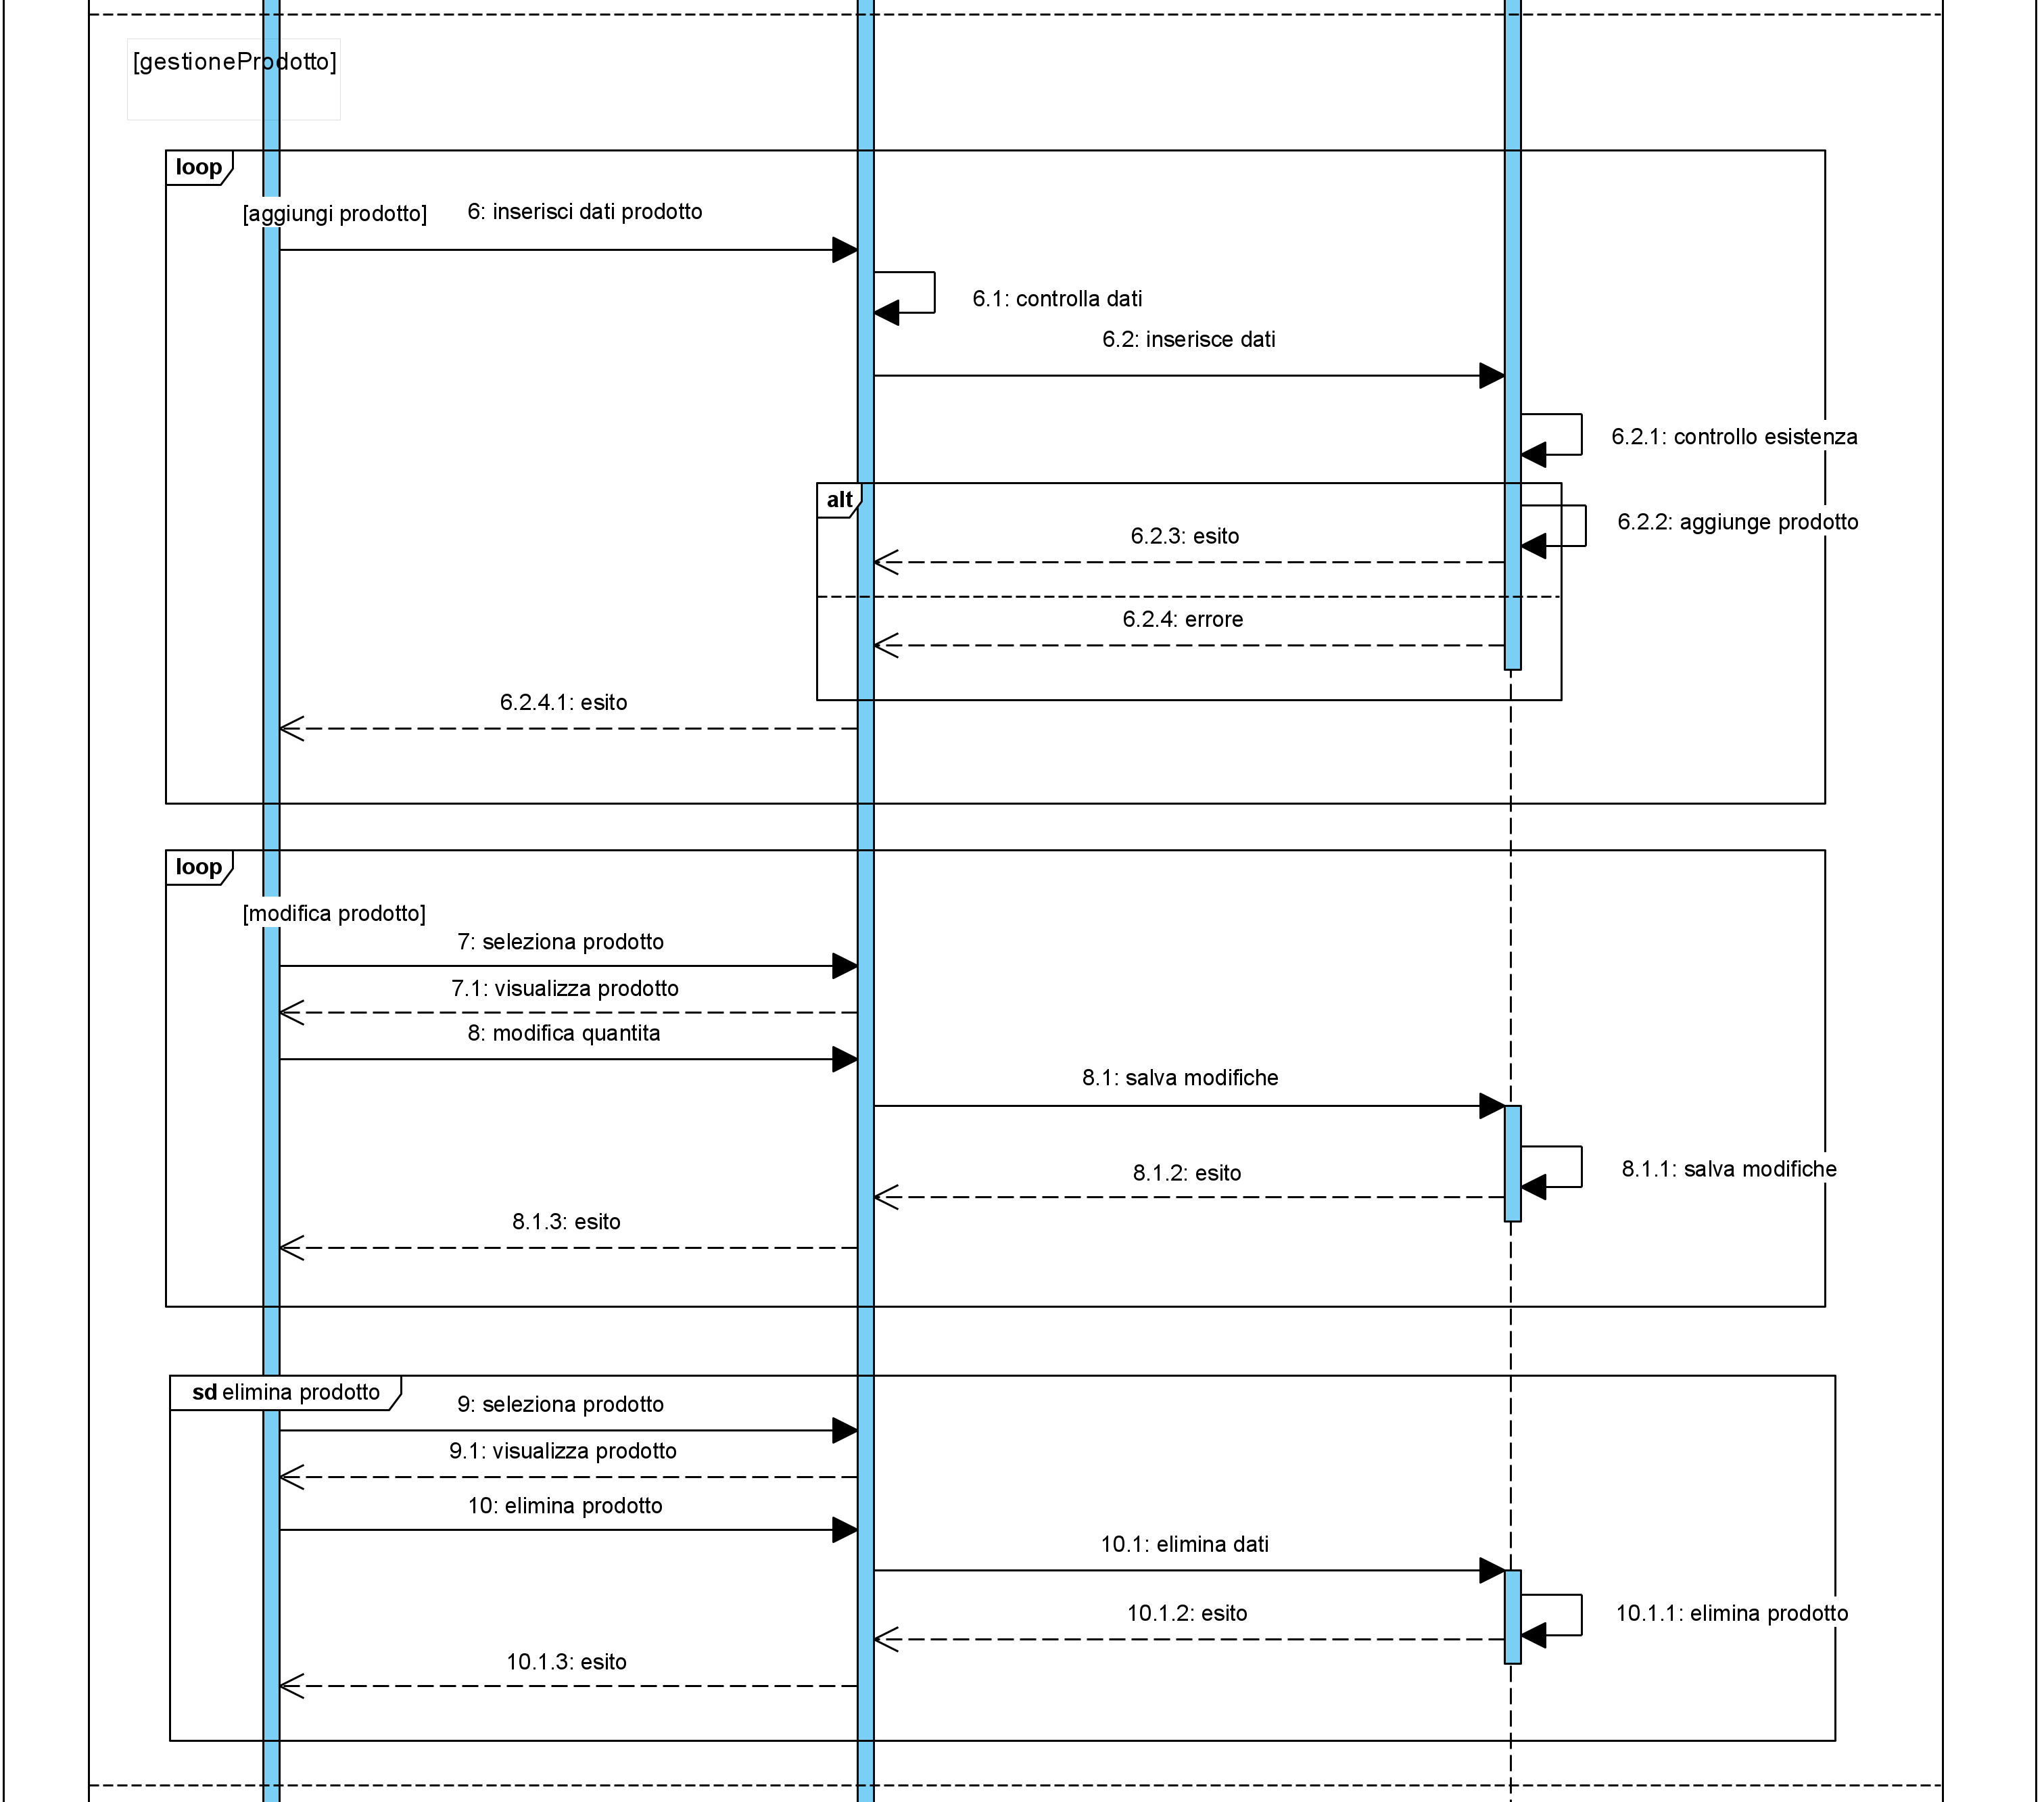 [gestioneProdotto]
loop
[aggiungi prodotto]
6: inserisci dati prodotto
6.1: controlla dati
6.2: inserisce dati
6.2.1: controllo esistenza
alt
6.2.2: aggiunge prodotto
6.2.3: esito
6.2.4: errore
6.2.4.1: esito
loop
[modifica prodotto]
7: seleziona prodotto
7.1: visualizza prodotto
8: modifica quantita
8.1: salva modifiche
8.1.1: salva modifiche
8.1.2: esito
8.1.3: esito
sd elimina prodotto
9: seleziona prodotto
9.1: visualizza prodotto
10: elimina prodotto
10.1: elimina dati
10.1.1: elimina prodotto
10.1.2: esito
10.1.3: esito